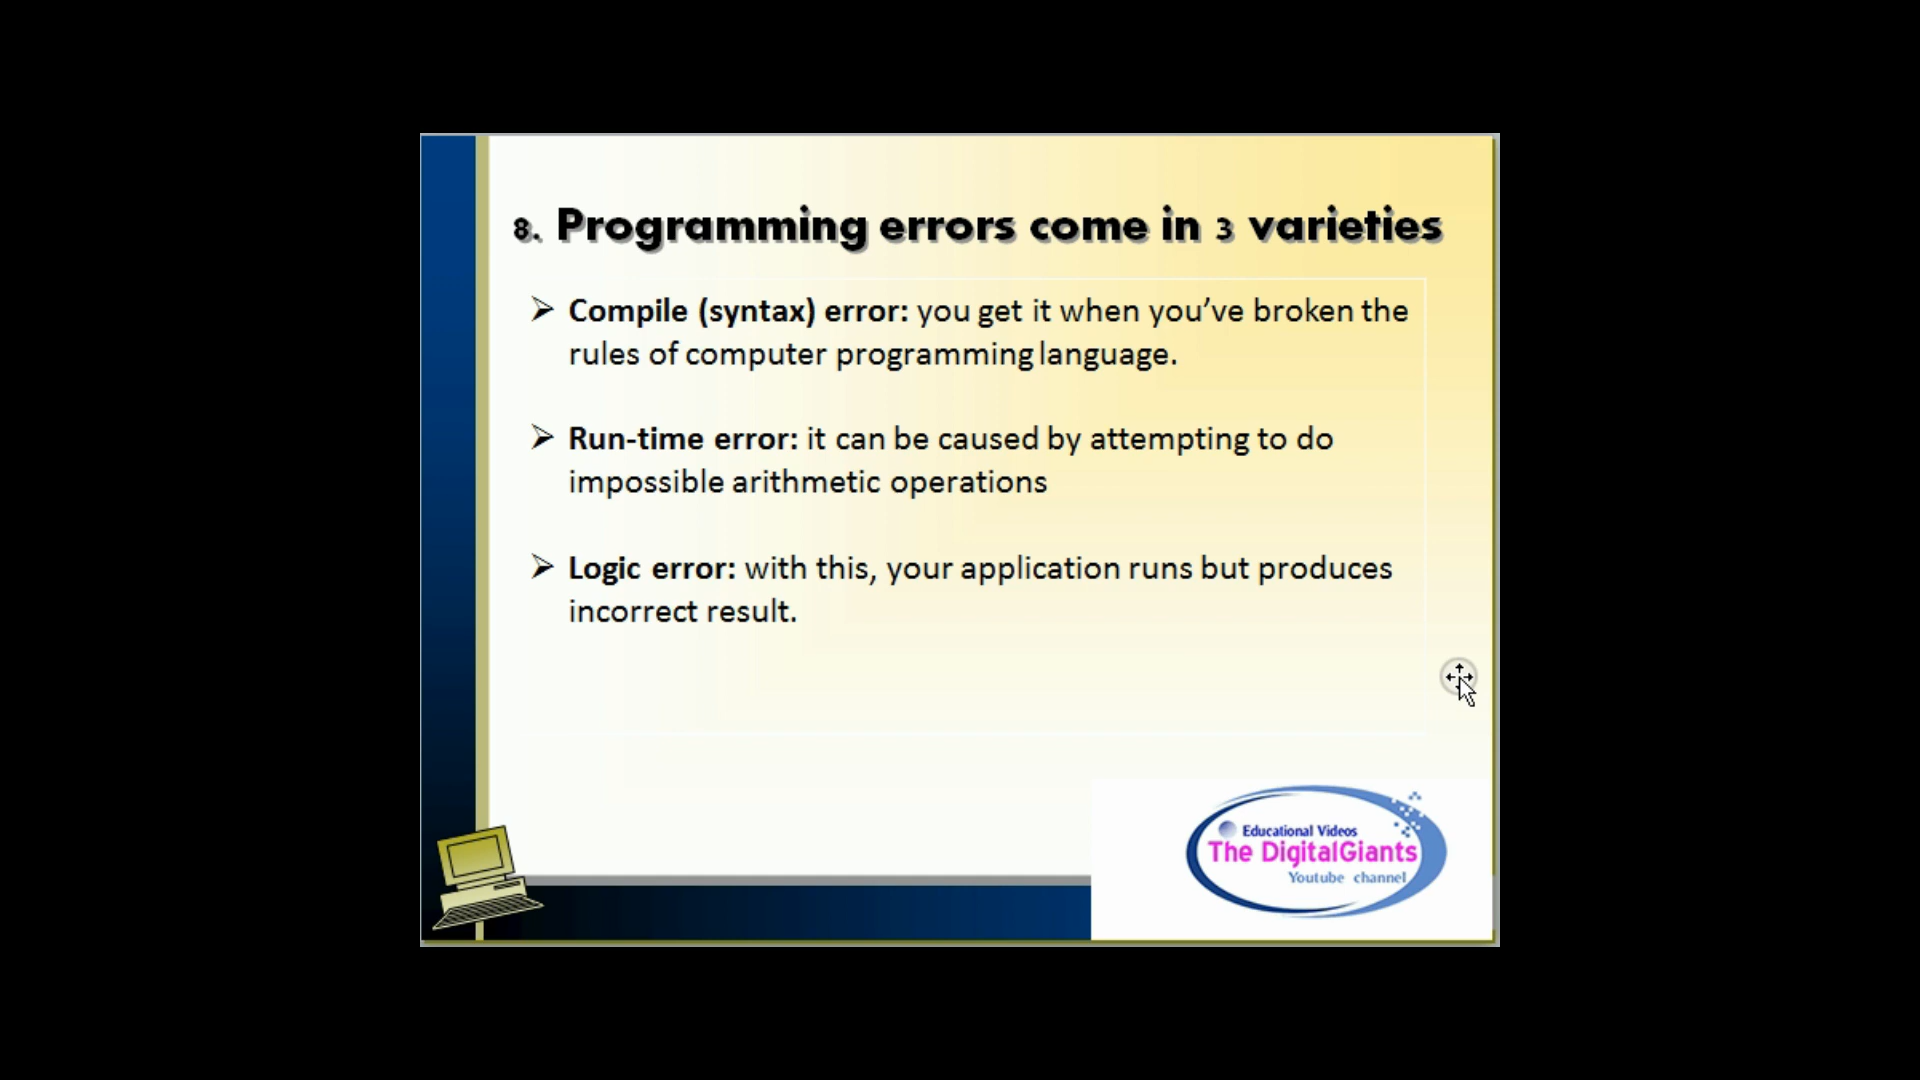 8. Programming errors come in 3 varieties
➢ Compile (syntax) error: you get it when you’ve broken the
rules of computer programming language.
➢ Run-time error: it can be caused by attempting to do
impossible arithmetic operations
➢ Logic error: with this, your application runs but produces
incorrect result.
Educational Videos
The DigitalGiants
Youtube channel